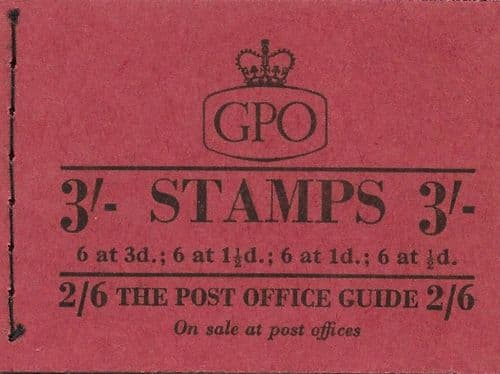 GPO
3/- STAMPS 3/-
6 at 3d.; 6 at 1½d.; 6 at 1d.; 6 at ½d.
2/6 THE POST OFFICE GUIDE 2/6
On sale at post offices